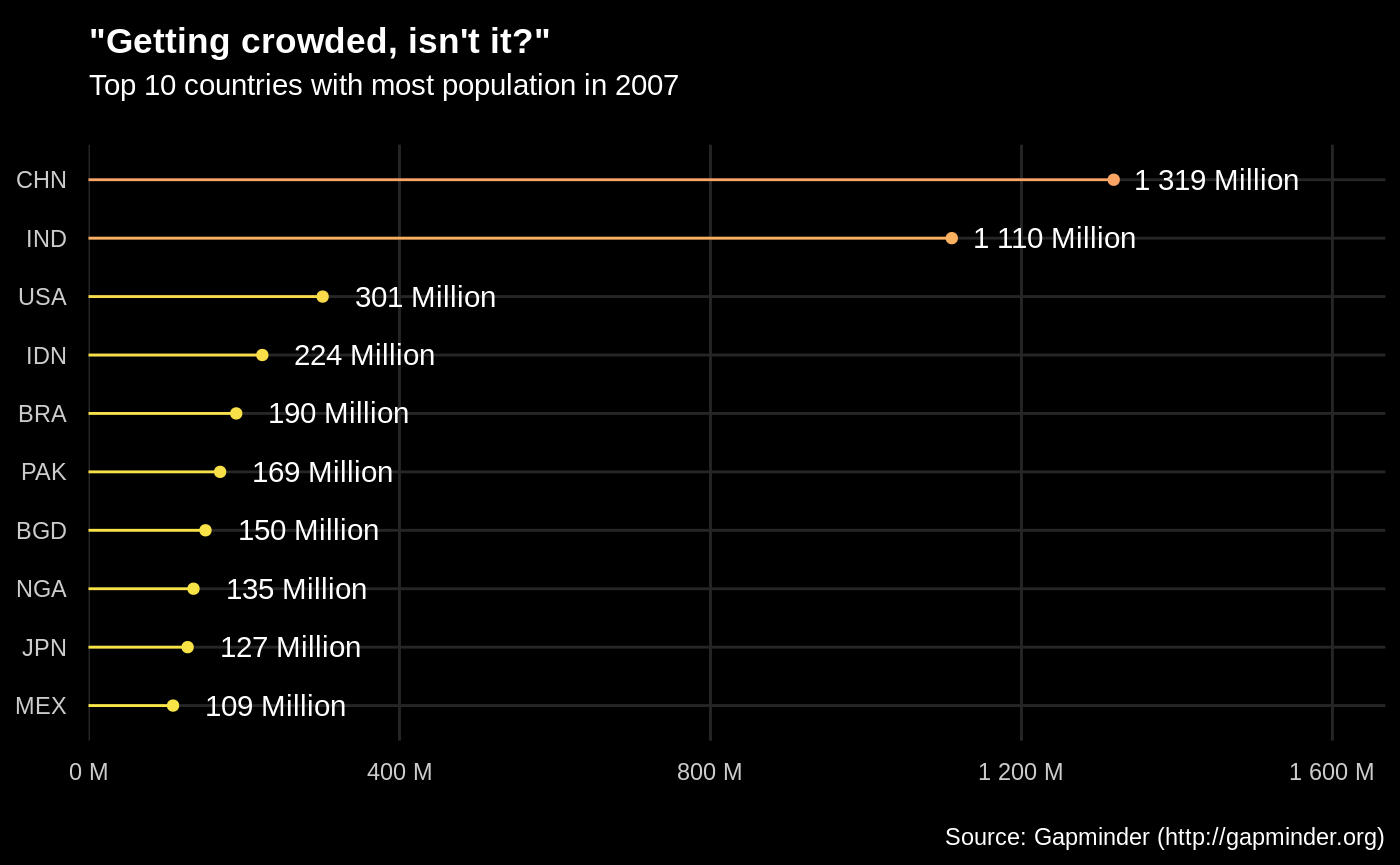 "Getting crowded, isn't it?"
Top 10 countries with most population in 2007
CHN 1 319 Million
IND 1 110 Million
USA 301 Million
IDN 224 Million
BRA 190 Million
PAK 169 Million
BGD 150 Million
NGA 135 Million
JPN 127 Million
MEX 109 Million
0 M 400 M 800 M 1 200 M 1 600 M
Source: Gapminder (http://gapminder.org)